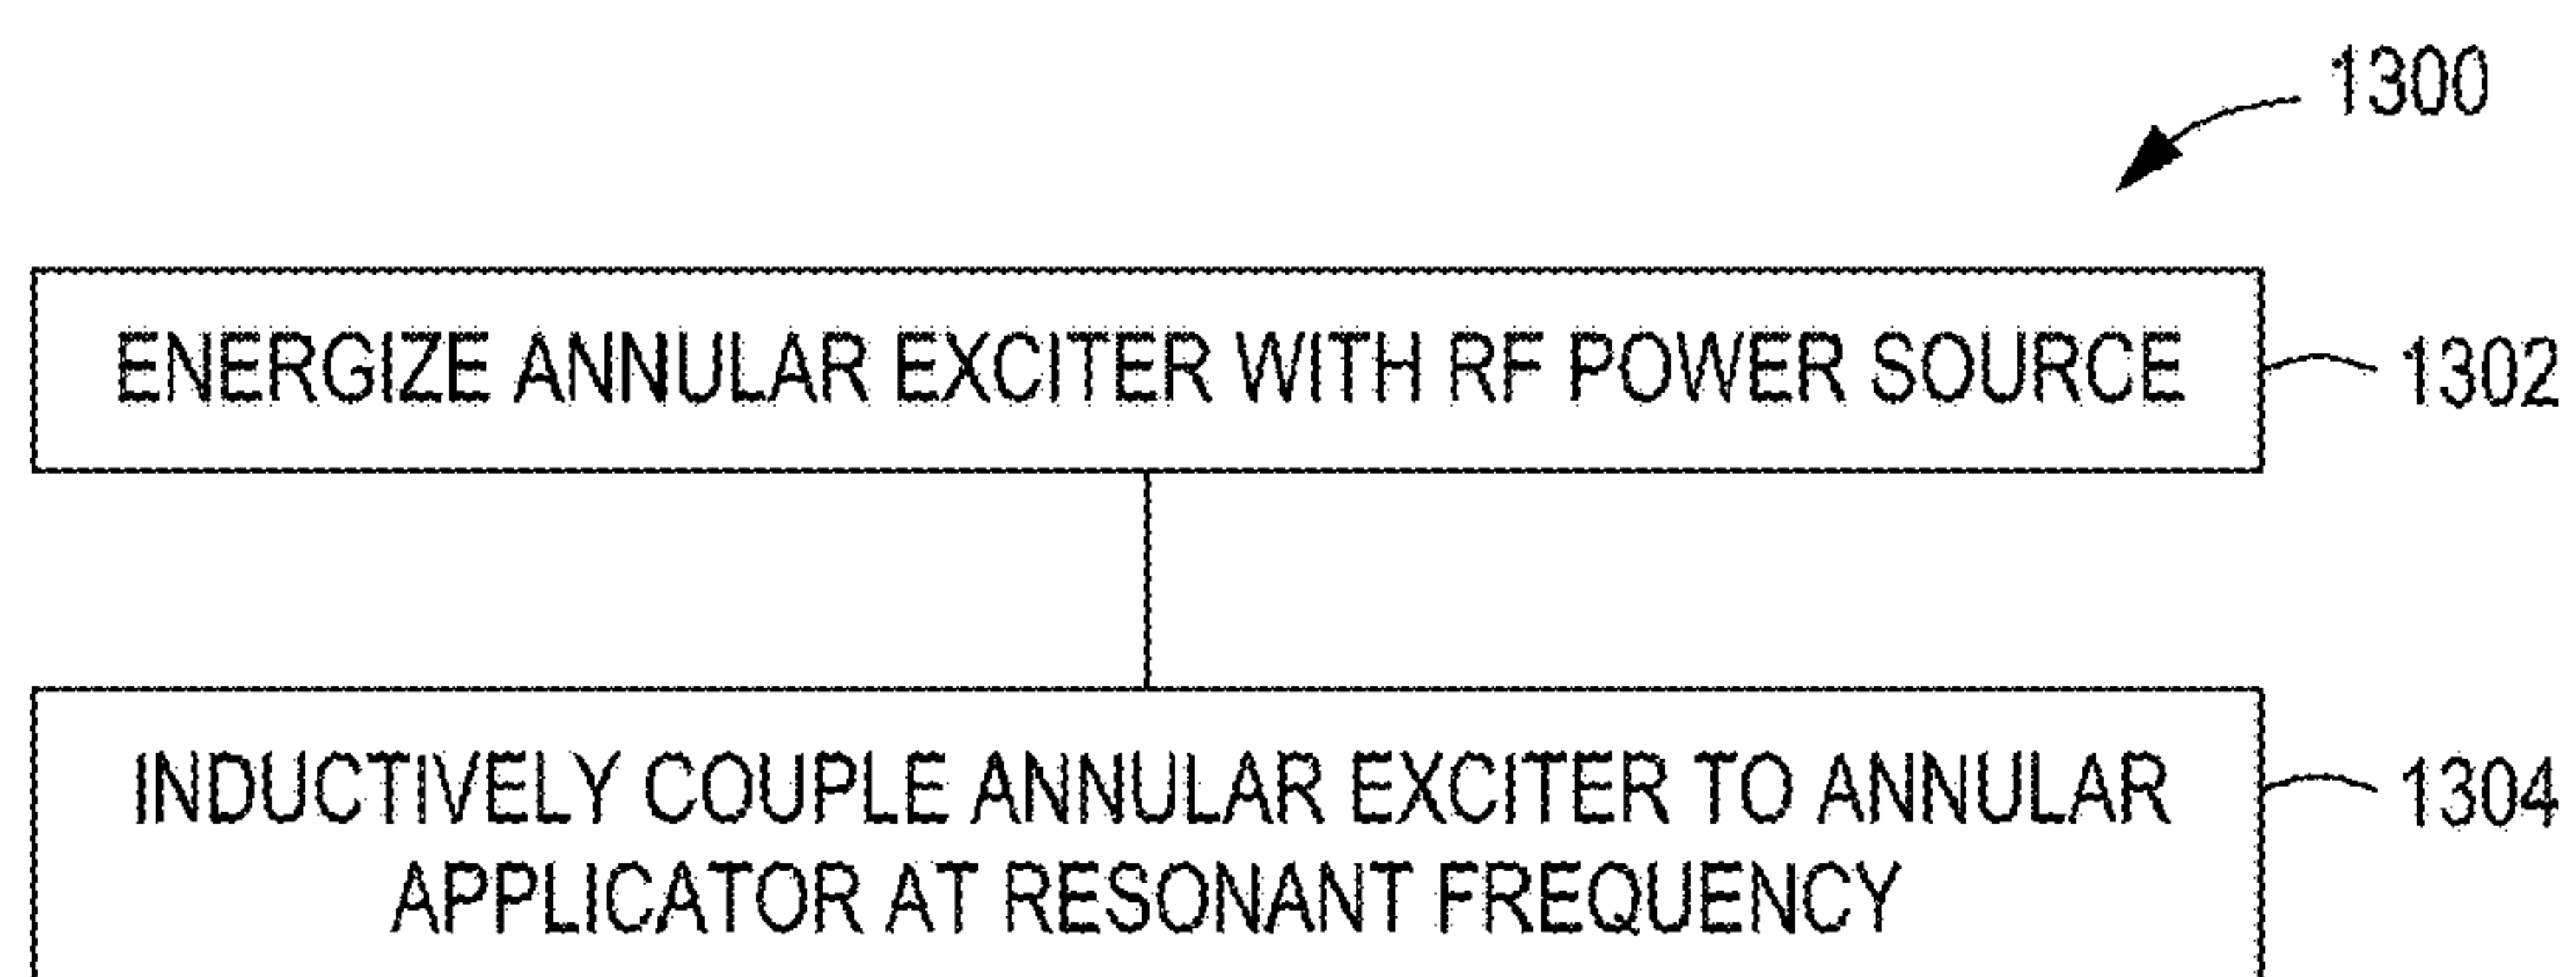 1300
ENERGIZE ANNULAR EXCITER WITH RF POWER SOURCE
1302
INDUCTIVELY COUPLE ANNULAR EXCITER TO ANNULAR
APPLICATOR AT RESONANT FREQUENCY
1304